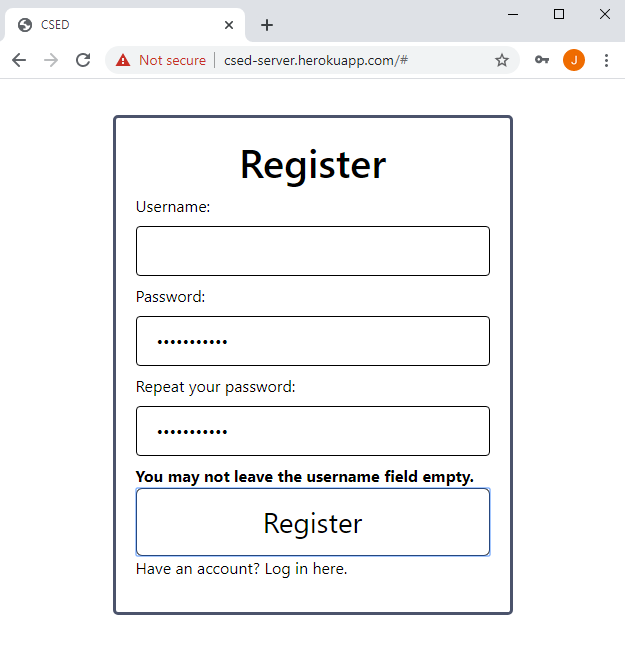 CSED
Not secure csed-server.herokuapp.com/#
J
Register
Username:
Password:
•••••••••••
Repeat your password:
•••••••••••
You may not leave the username field empty.
Register
Have an account? Log in here.